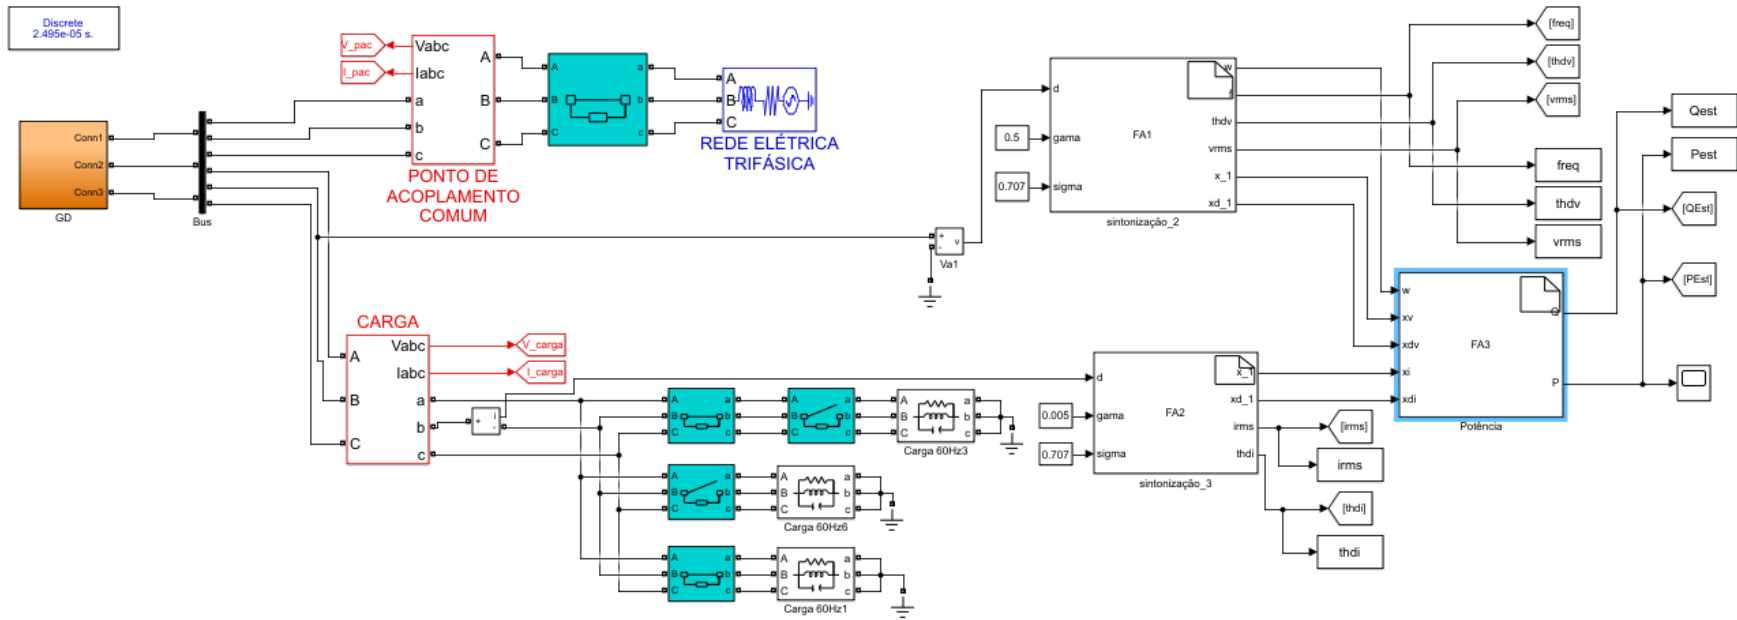 Discrete
2.495e-05 s.
Conn1
Conn2
Conn3
GD
Bus
V_pac
I_pac
Vabc
Iabc
a
b
c
A
B
C
PONTO DE
ACOPLAMENTO
COMUM
A
B
C
a
b
c
A
B
C
REDE ELÉTRICA
TRIFÁSICA
+
-
v
Va1
0.5
0.707
d
gama
sigma
FA1
w
f
thdv
vrms
x_1
xd_1
sintonização_2
[freq]
[thdv]
[vrms]
freq
thdv
vrms
Qest
Pest
[QEst]
[PEst]
w
xv
xdv
xi
xdi
FA3
Q
P
Potência
CARGA
A
B
C
Vabc
Iabc
a
b
c
V_carga
I_carga
+
i
-
A
B
C
a
b
c
A
B
C
a
b
c
A
B
C
a
b
c
Carga 60Hz3
A
B
C
a
b
c
A
B
C
a
b
c
Carga 60Hz6
A
B
C
a
b
c
A
B
C
a
b
c
Carga 60Hz1
0.005
0.707
d
gama
sigma
FA2
x_1
xd_1
irms
thdi
sintonização_3
[irms]
irms
[thdi]
thdi